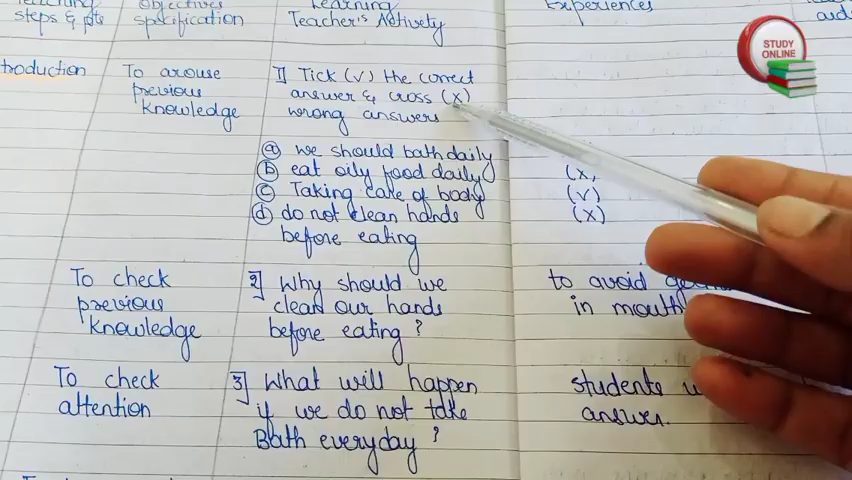 steps & pts
Objectives
specification
Learning
Teacher's Activety
Experiences
STUDY
ONLINE
troduction
To arouse
previous
knowledge
1] Tick (√) the correct
answer & cross (X)
wrong answers
(a) we should bath daily
(b) eat oily food daily
(X)
(c) Taking care of body
(√)
(d) do not clean hands
before eating
(X)
To check
previous
knowledge
2] Why should we
clean our hands
before eating ?
to avoid
in mouth
To check
attention
3] What will happen
if we do not take
Bath everyday ?
students
answer.